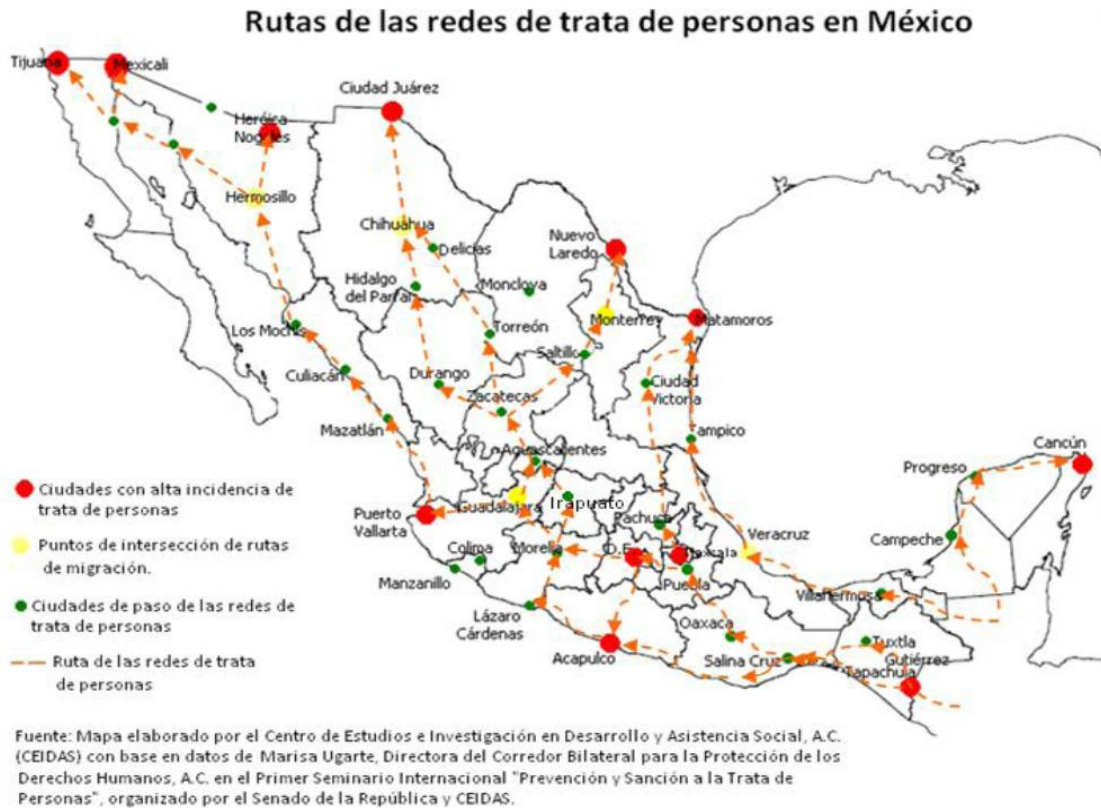 Rutas de las redes de trata de personas en México
Tijuana
Mexicali
Ciudad Juárez
Heróica
Nogales
Hermosillo
Chihuahua
Delicias
Nuevo
Laredo
Hidalgo
del Parral
Monclova
Monterrey
Matamoros
Los Mochis
Torreón
Saltillo
Culiacán
Durango
Ciudad
Victoria
Zacatecas
Mazatlán
Tampico
Aguascalientes
Cancún
Progreso
Ciudades con alta incidencia de
trata de personas
Puerto
Vallarta
Guadalajara
Irapuato
Pachuca
Veracruz
Campeche
Puntos de intersección de rutas
de migración.
Colima
Morelia
D.F.
Tlaxcala
Manzanillo
Puebla
Villahermosa
Ciudades de paso de las redes de
trata de personas
Lázaro
Cárdenas
Oaxaca
Tuxtla
Gutiérrez
Acapulco
Salina Cruz
Tapachula
Ruta de las redes de trata
de personas
Fuente: Mapa elaborado por el Centro de Estudios e Investigación en Desarrollo y Asistencia Social, A.C.
(CEIDAS) con base en datos de Marisa Ugarte, Directora del Corredor Bilateral para la Protección de los
Derechos Humanos, A.C. en el Primer Seminario Internacional "Prevención y Sanción a la Trata de
Personas", organizado por el Senado de la República y CEIDAS.